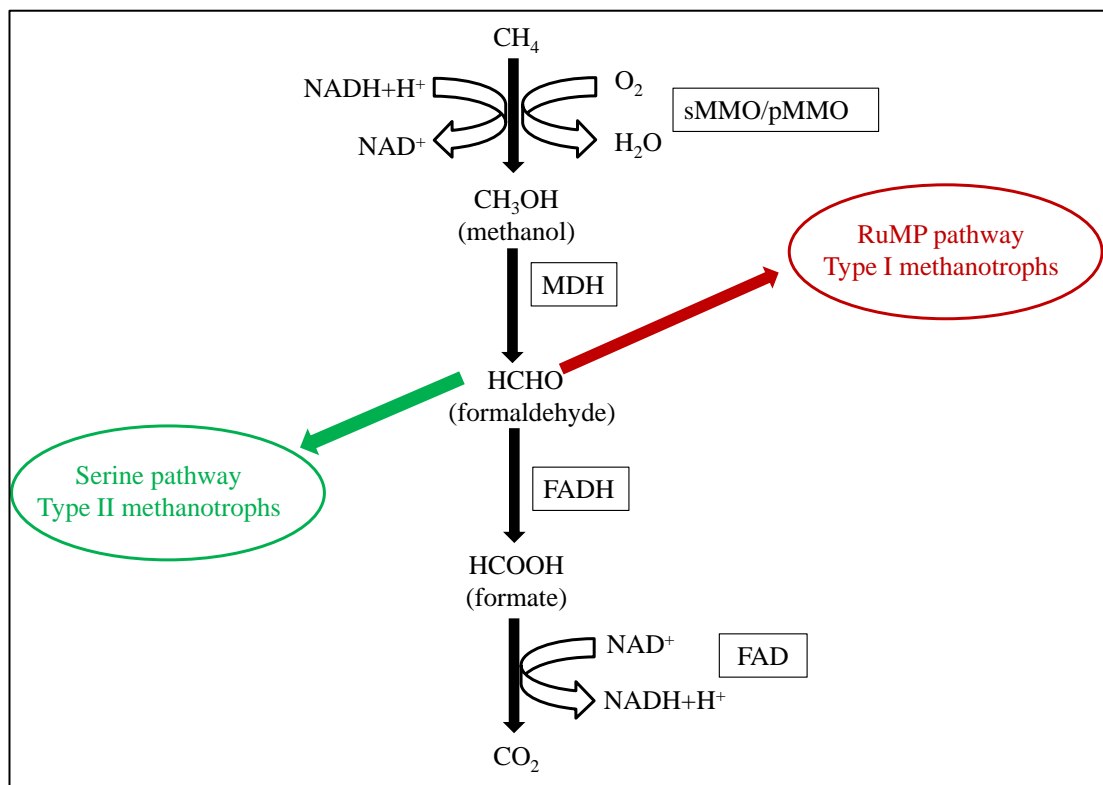 CH₄
NADH+H⁺
O₂
sMMO/pMMO
NAD⁺
H₂O
CH₃OH
(methanol)
RuMP pathway
Type I methanotrophs
MDH
HCHO
(formaldehyde)
Serine pathway
Type II methanotrophs
FADH
HCOOH
(formate)
NAD⁺
FAD
NADH+H⁺
CO₂